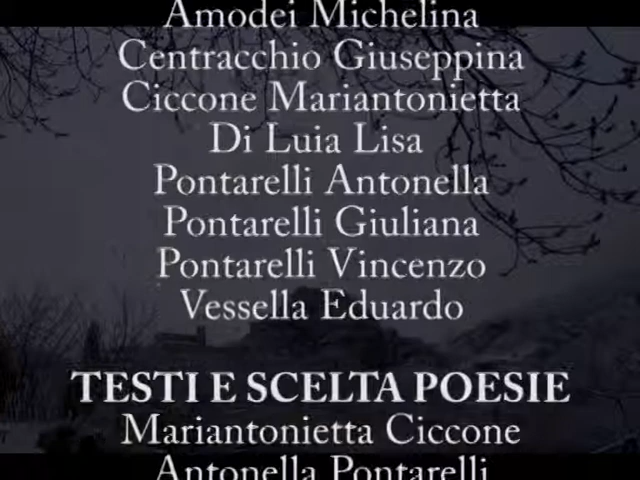 Amodei Michelina
Centracchio Giuseppina
Ciccone Mariantonietta
Di Luia Lisa
Pontarelli Antonella
Pontarelli Giuliana
Pontarelli Vincenzo
Vessella Eduardo
TESTI E SCELTA POESIE
Mariantonietta Ciccone
Antonella Pontarelli